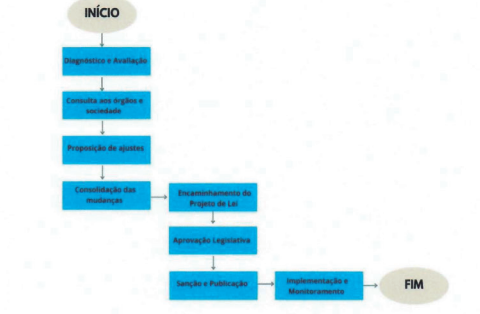 INÍCIO
Diagnóstico e Avaliação
Consulta aos órgãos e
sociedade
Proposição de ajustes
Consolidação das
mudanças
Encaminhamento do
Projeto de Lei
Aprovação Legislativa
Sanção e Publicação
Implementação e
Monitoramento
FIM